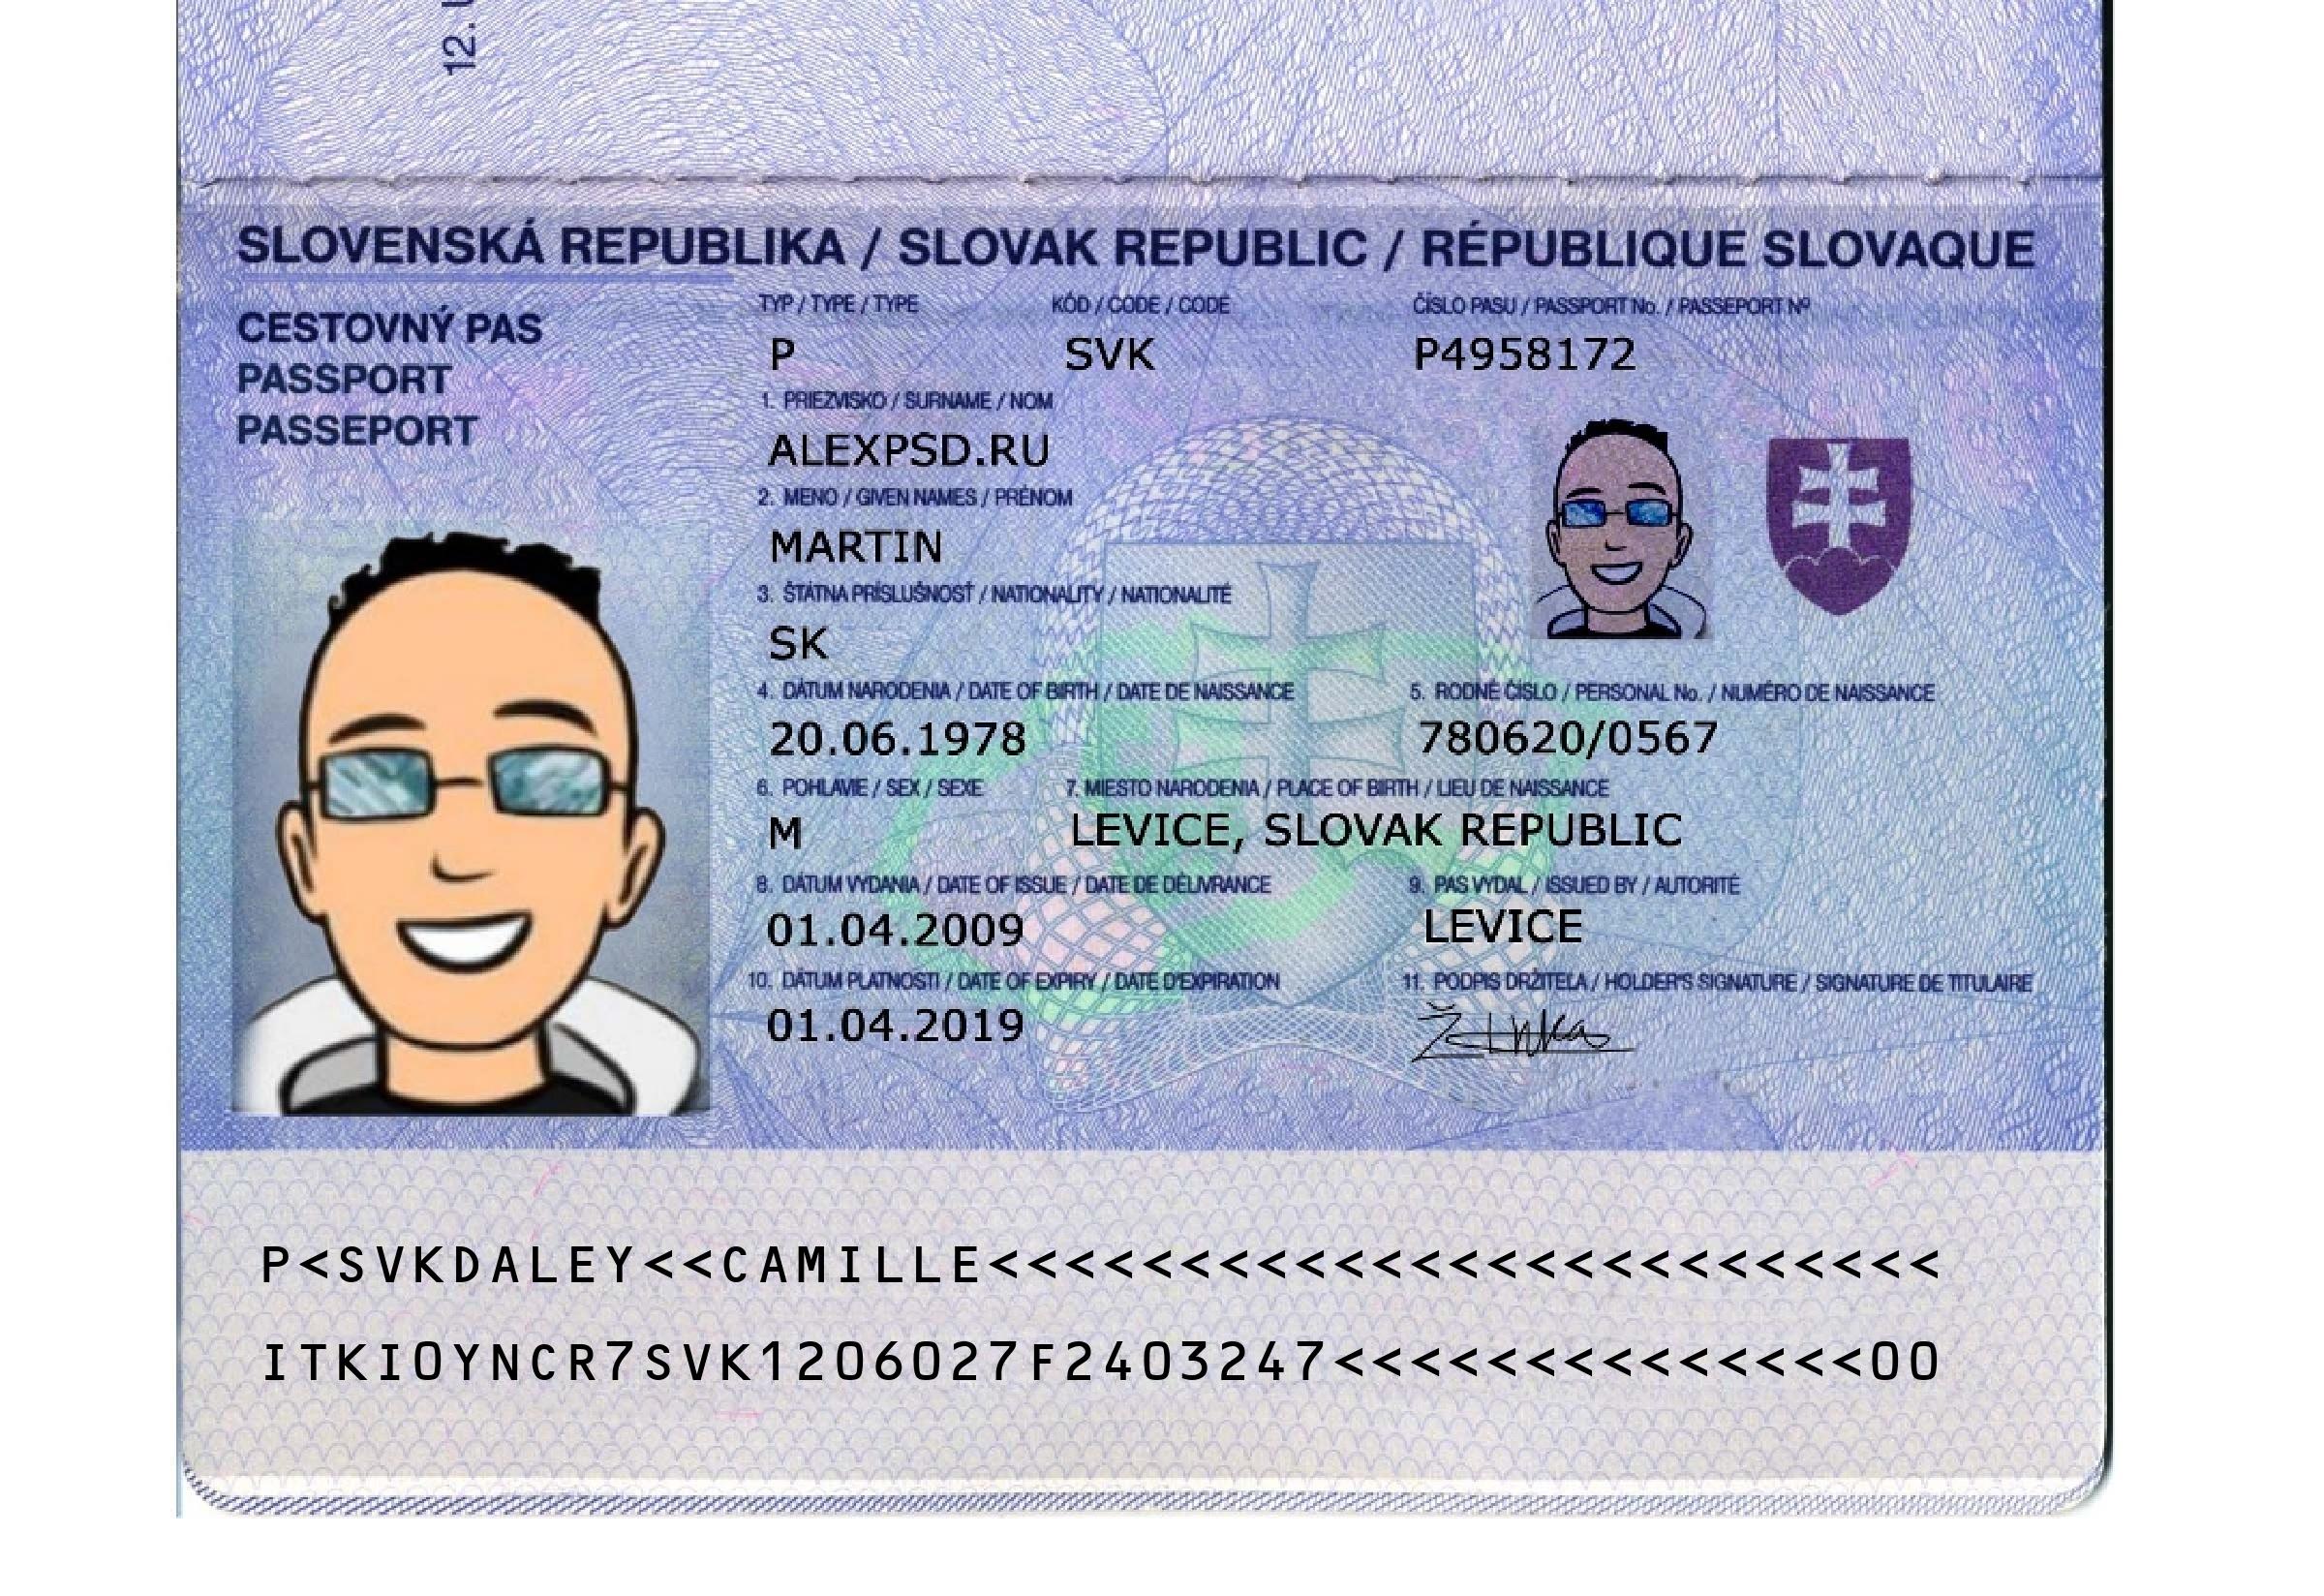 12.
SLOVENSKÁ REPUBLIKA / SLOVAK REPUBLIC / RÉPUBLIQUE SLOVAQUE
CESTOVNÝ PAS
PASSPORT
PASSEPORT
TYP / TYPE / TYPE
KÓD / CODE / CODE
ČÍSLO PASU / PASSPORT No. / PASSEPORT Nº
P
SVK
P4958172
1. PRIEZVISKO / SURNAME / NOM
ALEXPSD.RU
2. MENO / GIVEN NAMES / PRÉNOM
MARTIN
3. ŠTÁTNA PRÍSLUŠNOSŤ / NATIONALITY / NATIONALITÉ
SK
4. DÁTUM NARODENIA / DATE OF BIRTH / DATE DE NAISSANCE
5. RODNÉ ČÍSLO / PERSONAL No. / NUMÉRO DE NAISSANCE
20.06.1978
780620/0567
6. POHLAVIE / SEX / SEXE
7. MIESTO NARODENIA / PLACE OF BIRTH / LIEU DE NAISSANCE
M
LEVICE, SLOVAK REPUBLIC
8. DÁTUM VYDANIA / DATE OF ISSUE / DATE DE DÉLIVRANCE
9. PAS VYDAL / ISSUED BY / AUTORITÉ
01.04.2009
LEVICE
10. DÁTUM PLATNOSTI / DATE OF EXPIRY / DATE D'EXPIRATION
11. PODPIS DRŽITEĽA / HOLDER'S SIGNATURE / SIGNATURE DE TITULAIRE
01.04.2019
P<SVKDALEY<<CAMILLE<<<<<<<<<<<<<<<<<<<<<<<<<
ITKIOYNCR7SVK1206027F2403247<<<<<<<<<<<<<<00